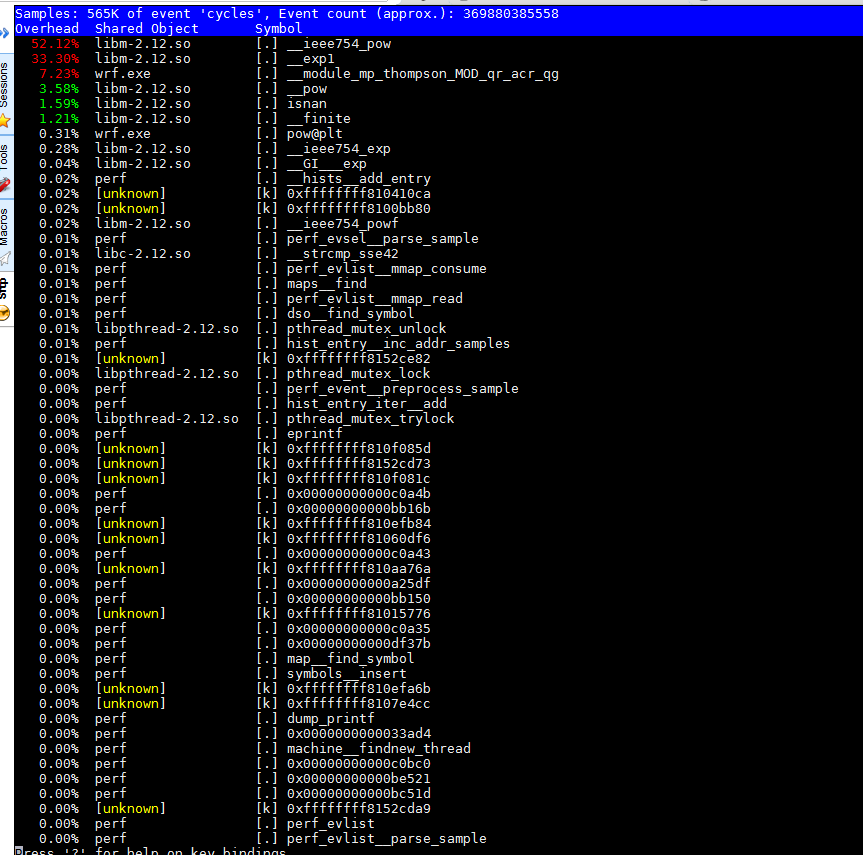 Samples: 565K of event 'cycles', Event count (approx.): 369880385558
Overhead  Shared Object       Symbol
52.12%  libm-2.12.so        [.] __ieee754_pow
33.30%  libm-2.12.so        [.] __exp1
7.23%  wrf.exe             [.] __module_mp_thompson_MOD_qr_acr_qg
3.58%  libm-2.12.so        [.] __pow
1.59%  libm-2.12.so        [.] isnan
1.21%  libm-2.12.so        [.] __finite
0.31%  wrf.exe             [.] pow@plt
0.28%  libm-2.12.so        [.] __ieee754_exp
0.04%  libm-2.12.so        [.] __GI___exp
0.02%  perf                [.] __hists__add_entry
0.02%  [unknown]           [k] 0xffffffff810410ca
0.02%  [unknown]           [k] 0xffffffff8100bb80
0.02%  libm-2.12.so        [.] __ieee754_powf
0.01%  perf                [.] perf_evsel__parse_sample
0.01%  libc-2.12.so        [.] __strcmp_sse42
0.01%  perf                [.] perf_evlist__mmap_consume
0.01%  perf                [.] maps__find
0.01%  perf                [.] perf_evlist__mmap_read
0.01%  perf                [.] dso__find_symbol
0.01%  libpthread-2.12.so  [.] pthread_mutex_unlock
0.01%  perf                [.] hist_entry__inc_addr_samples
0.01%  [unknown]           [k] 0xffffffff8152ce82
0.00%  libpthread-2.12.so  [.] pthread_mutex_lock
0.00%  perf                [.] perf_event__preprocess_sample
0.00%  perf                [.] hist_entry_iter__add
0.00%  libpthread-2.12.so  [.] pthread_mutex_trylock
0.00%  perf                [.] eprintf
0.00%  [unknown]           [k] 0xffffffff810f085d
0.00%  [unknown]           [k] 0xffffffff8152cd73
0.00%  [unknown]           [k] 0xffffffff810f081c
0.00%  perf                [.] 0x00000000000c0a4b
0.00%  perf                [.] 0x00000000000bb16b
0.00%  [unknown]           [k] 0xffffffff810efb84
0.00%  [unknown]           [k] 0xffffffff81060df6
0.00%  perf                [.] 0x00000000000c0a43
0.00%  [unknown]           [k] 0xffffffff810aa76a
0.00%  perf                [.] 0x00000000000a25df
0.00%  perf                [.] 0x00000000000bb150
0.00%  [unknown]           [k] 0xffffffff81015776
0.00%  perf                [.] 0x00000000000c0a35
0.00%  perf                [.] 0x00000000000df37b
0.00%  perf                [.] map__find_symbol
0.00%  perf                [.] symbols__insert
0.00%  [unknown]           [k] 0xffffffff810efa6b
0.00%  [unknown]           [k] 0xffffffff8107e4cc
0.00%  perf                [.] dump_printf
0.00%  perf                [.] 0x0000000000033ad4
0.00%  perf                [.] machine__findnew_thread
0.00%  perf                [.] 0x00000000000c0bc0
0.00%  perf                [.] 0x00000000000be521
0.00%  perf                [.] 0x00000000000bc51d
0.00%  [unknown]           [k] 0xffffffff8152cda9
0.00%  perf                [.] perf_evlist
0.00%  perf                [.] perf_evlist__parse_sample
Press '?' for help on key bindings
Sessions
Tools
Macros
Sftp